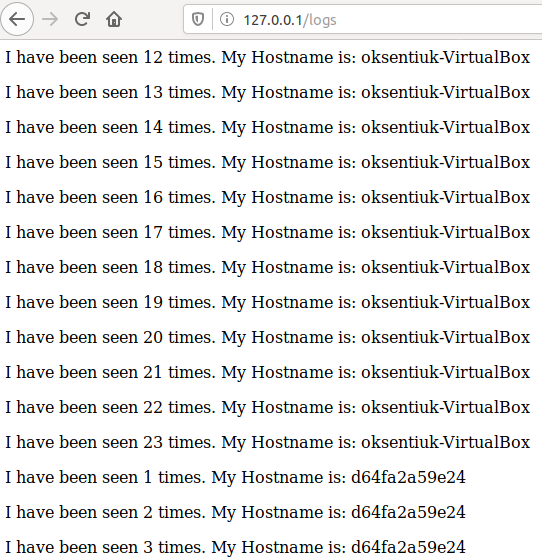 127.0.0.1/logs
I have been seen 12 times. My Hostname is: oksentiuk-VirtualBox
I have been seen 13 times. My Hostname is: oksentiuk-VirtualBox
I have been seen 14 times. My Hostname is: oksentiuk-VirtualBox
I have been seen 15 times. My Hostname is: oksentiuk-VirtualBox
I have been seen 16 times. My Hostname is: oksentiuk-VirtualBox
I have been seen 17 times. My Hostname is: oksentiuk-VirtualBox
I have been seen 18 times. My Hostname is: oksentiuk-VirtualBox
I have been seen 19 times. My Hostname is: oksentiuk-VirtualBox
I have been seen 20 times. My Hostname is: oksentiuk-VirtualBox
I have been seen 21 times. My Hostname is: oksentiuk-VirtualBox
I have been seen 22 times. My Hostname is: oksentiuk-VirtualBox
I have been seen 23 times. My Hostname is: oksentiuk-VirtualBox
I have been seen 1 times. My Hostname is: d64fa2a59e24
I have been seen 2 times. My Hostname is: d64fa2a59e24
I have been seen 3 times. My Hostname is: d64fa2a59e24